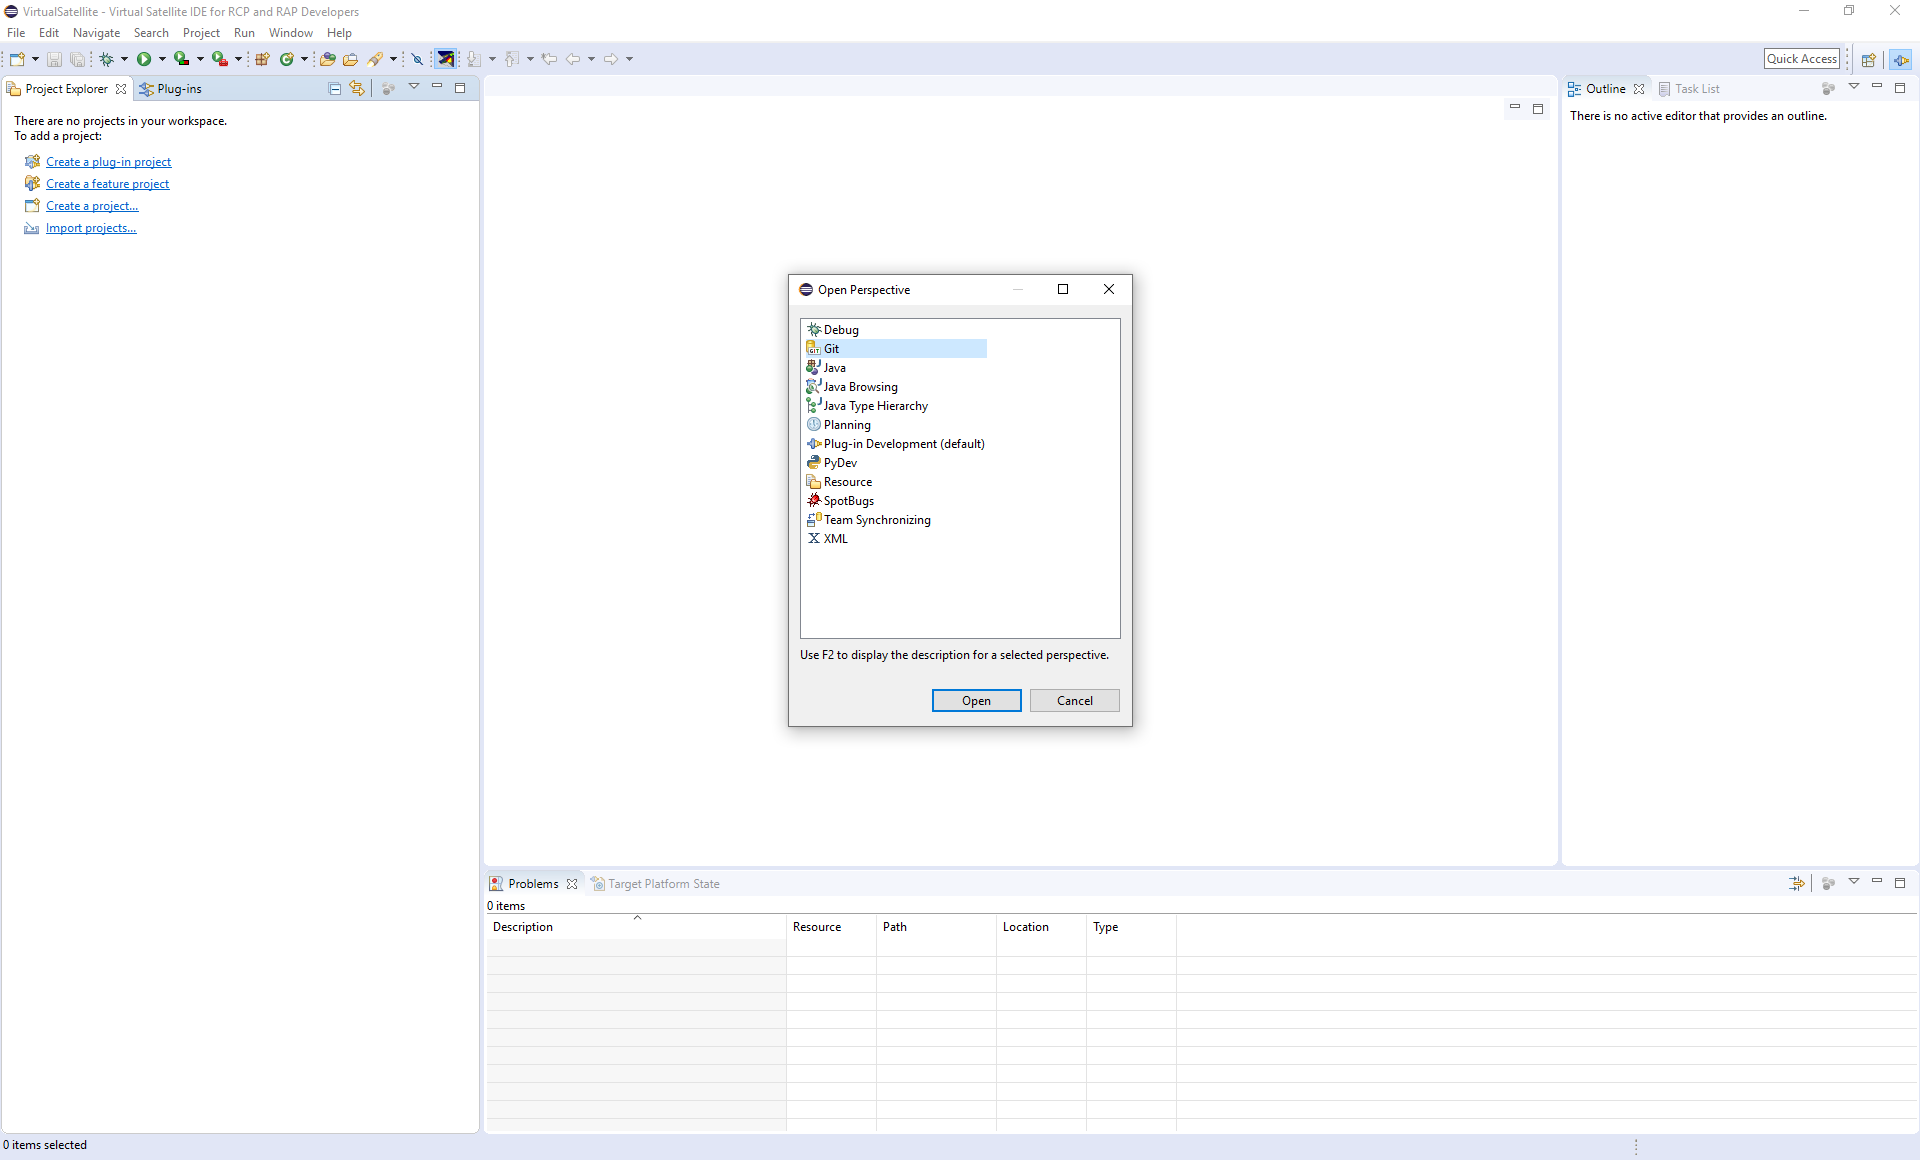 VirtualSatellite - Virtual Satellite IDE for RCP and RAP Developers
File Edit Navigate Search Project Run Window Help
Quick Access
Project Explorer Plug-ins
There are no projects in your workspace.
To add a project:
Create a plug-in project
Create a feature project
Create a project...
Import projects...
Outline Task List
There is no active editor that provides an outline.
Open Perspective
Debug
Git
Java
Java Browsing
Java Type Hierarchy
Planning
Plug-in Development (default)
PyDev
Resource
SpotBugs
Team Synchronizing
XML
Use F2 to display the description for a selected perspective.
Open Cancel
Problems Target Platform State
0 items
Description Resource Path Location Type
0 items selected